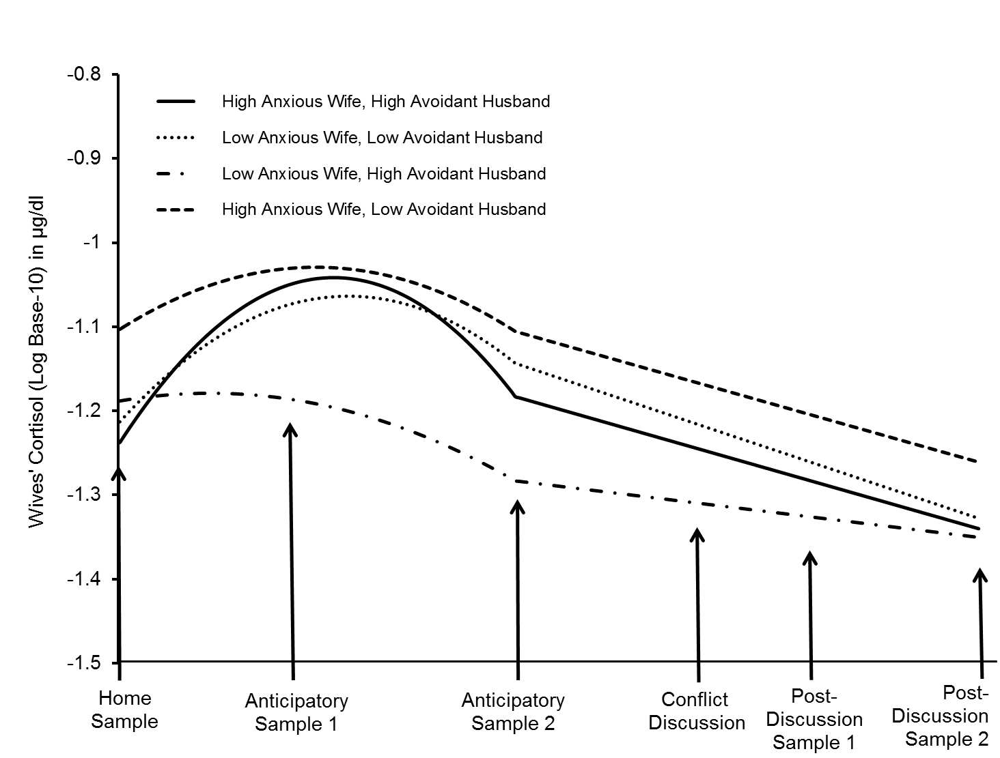 -0.8
-0.9
-1
-1.1
-1.2
-1.3
-1.4
-1.5
Wives' Cortisol (Log Base-10) in µg/dl
High Anxious Wife, High Avoidant Husband
Low Anxious Wife, Low Avoidant Husband
Low Anxious Wife, High Avoidant Husband
High Anxious Wife, Low Avoidant Husband
Home
Sample
Anticipatory
Sample 1
Anticipatory
Sample 2
Conflict
Discussion
Post-
Discussion
Sample 1
Post-
Discussion
Sample 2